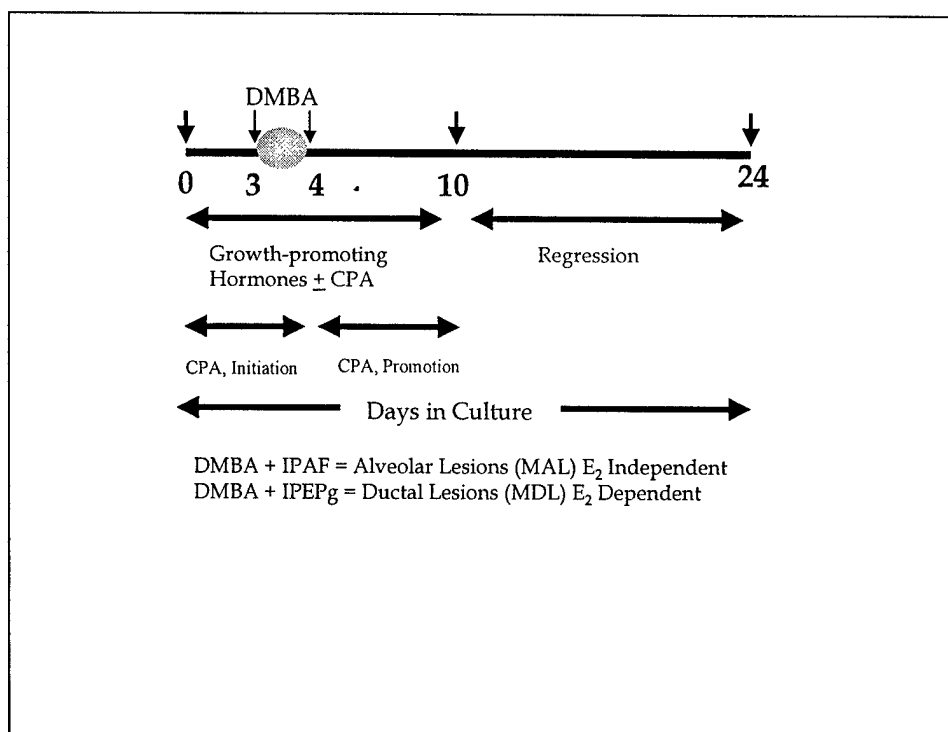 DMBA
0 3 4 10 24
Growth-promoting Regression
Hormones ± CPA
CPA, Initiation CPA, Promotion
Days in Culture
DMBA + IPAF = Alveolar Lesions (MAL) E₂ Independent
DMBA + IPEPg = Ductal Lesions (MDL) E₂ Dependent